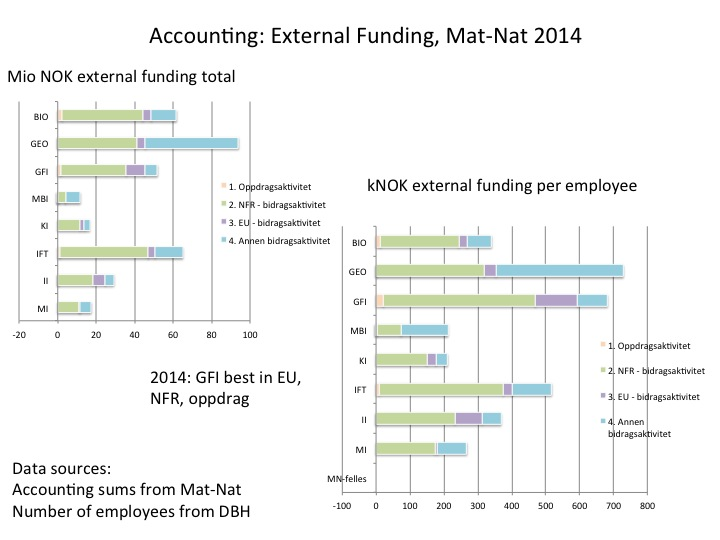 Accounting: External Funding, Mat-Nat 2014
Mio NOK external funding total
BIO
GEO
GFI
MBI
KI
IFT
II
MI
-20 0 20 40 60 80 100
1. Oppdragsaktivitet
2. NFR - bidragsaktivitet
3. EU - bidragsaktivitet
4. Annen bidragsaktivitet
kNOK external funding per employee
BIO
GEO
GFI
MBI
KI
IFT
II
MI
MN-felles
-100 0 100 200 300 400 500 600 700 800
1. Oppdragsaktivitet
2. NFR - bidragsaktivitet
3. EU - bidragsaktivitet
4. Annen
bidragsaktivitet
2014: GFI best in EU,
NFR, oppdrag
Data sources:
Accounting sums from Mat-Nat
Number of employees from DBH